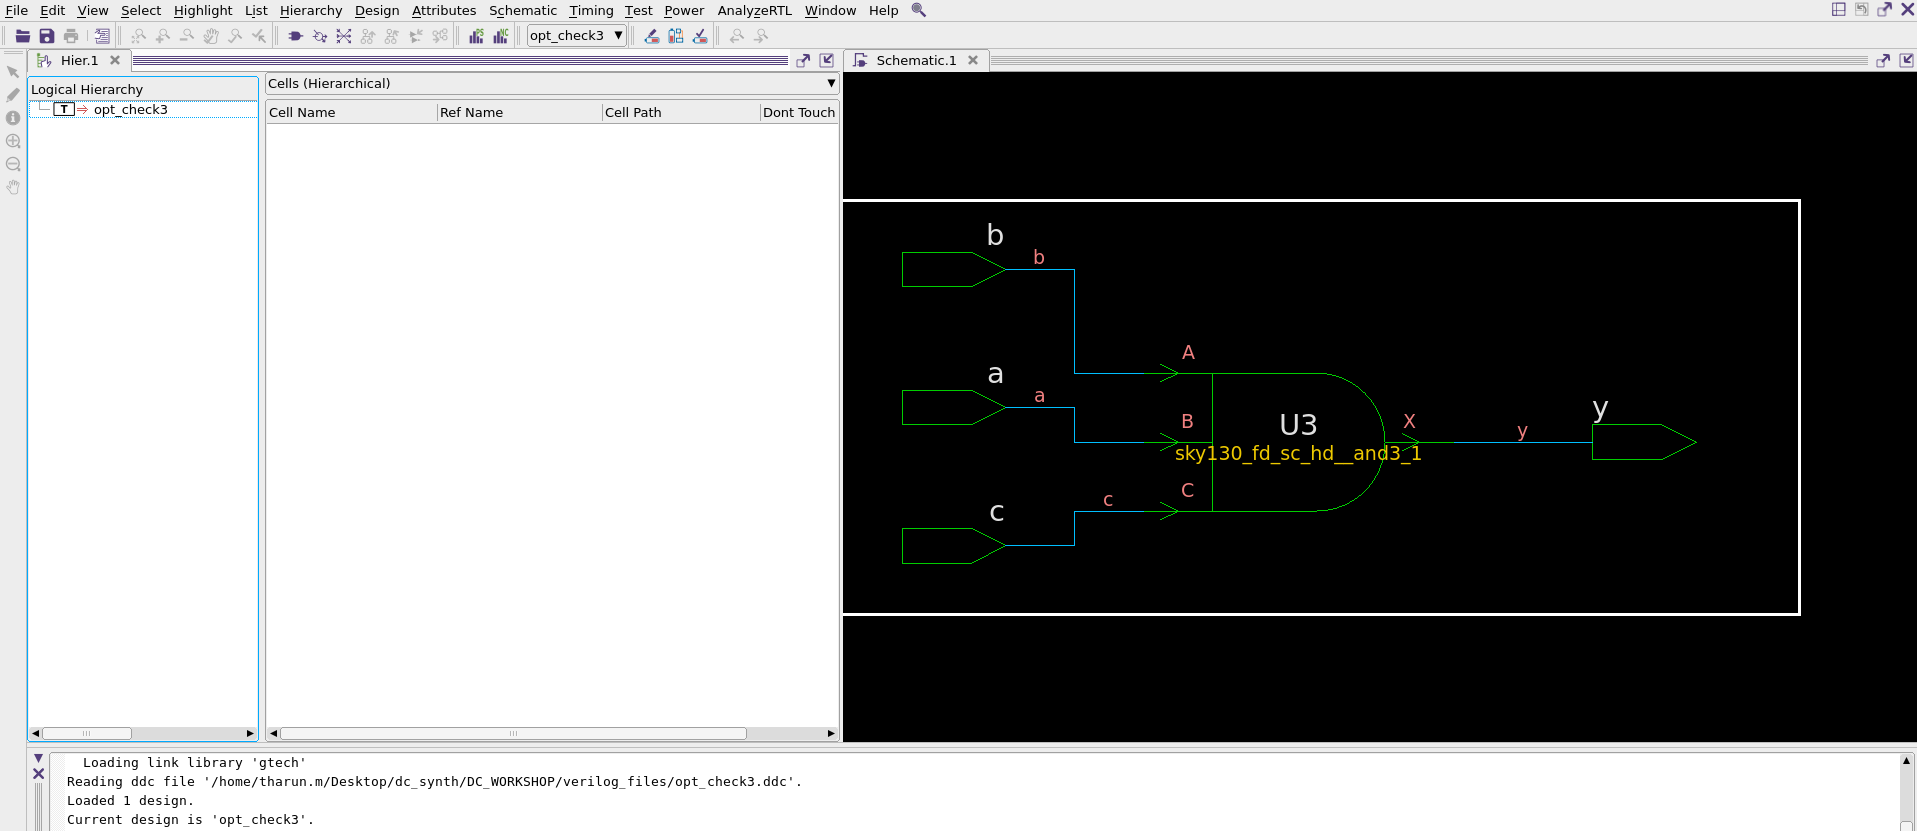 File Edit View Select Highlight List Hierarchy Design Attributes Schematic Timing Test Power AnalyzeRTL Window Help
opt_check3
Hier.1
Schematic.1
Logical Hierarchy
T opt_check3
Cells (Hierarchical)
Cell Name Ref Name Cell Path Dont Touch
b
b
a
a
c
c
A
B
C
U3
sky130_fd_sc_hd__and3_1
X
y
y
Loading link library 'gtech'
Reading ddc file '/home/tharun.m/Desktop/dc_synth/DC_WORKSHOP/verilog_files/opt_check3.ddc'.
Loaded 1 design.
Current design is 'opt_check3'.